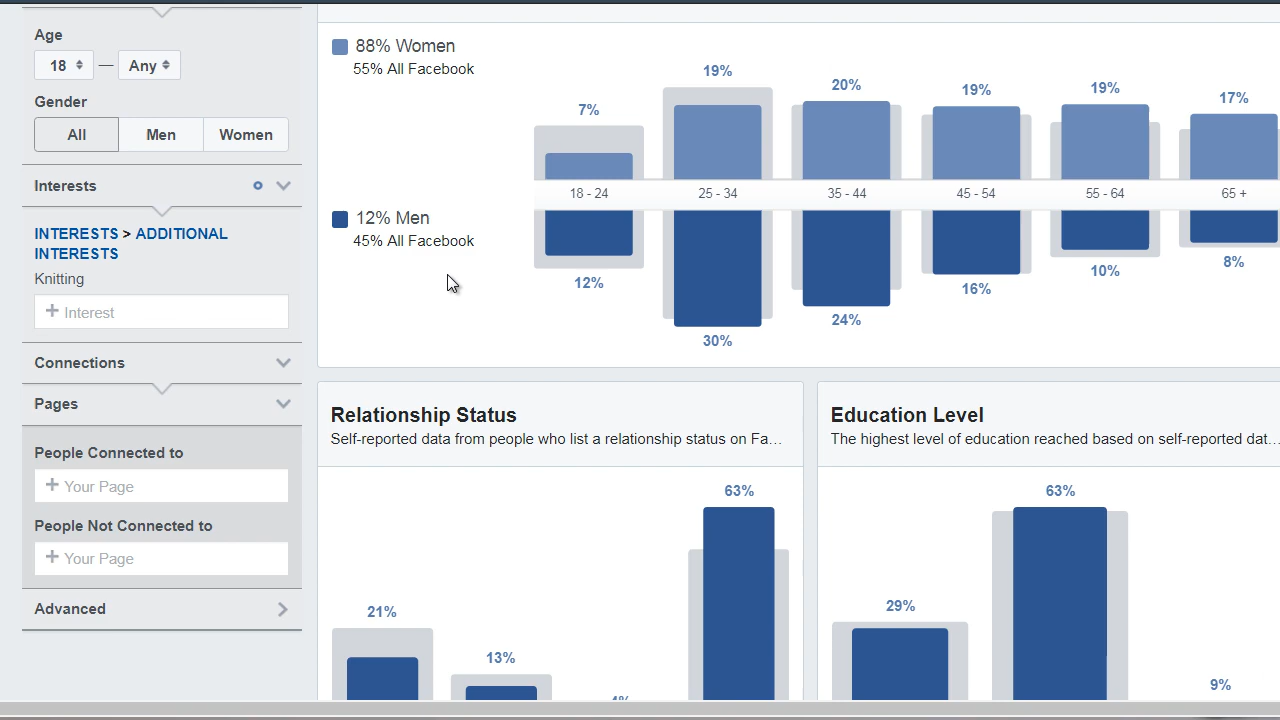 Age
18 — Any
Gender
All Men Women
Interests
INTERESTS > ADDITIONAL
INTERESTS
Knitting
+ Interest
Connections
Pages
People Connected to
+ Your Page
People Not Connected to
+ Your Page
Advanced
88% Women
55% All Facebook
7% 19% 20% 19% 19% 17%
18 - 24 25 - 34 35 - 44 45 - 54 55 - 64 65 +
12% Men
45% All Facebook
12% 30% 24% 16% 10% 8%
Relationship Status
Self-reported data from people who list a relationship status on Fa...
21% 13% 4% 63%
Education Level
The highest level of education reached based on self-reported dat...
29% 63% 9%